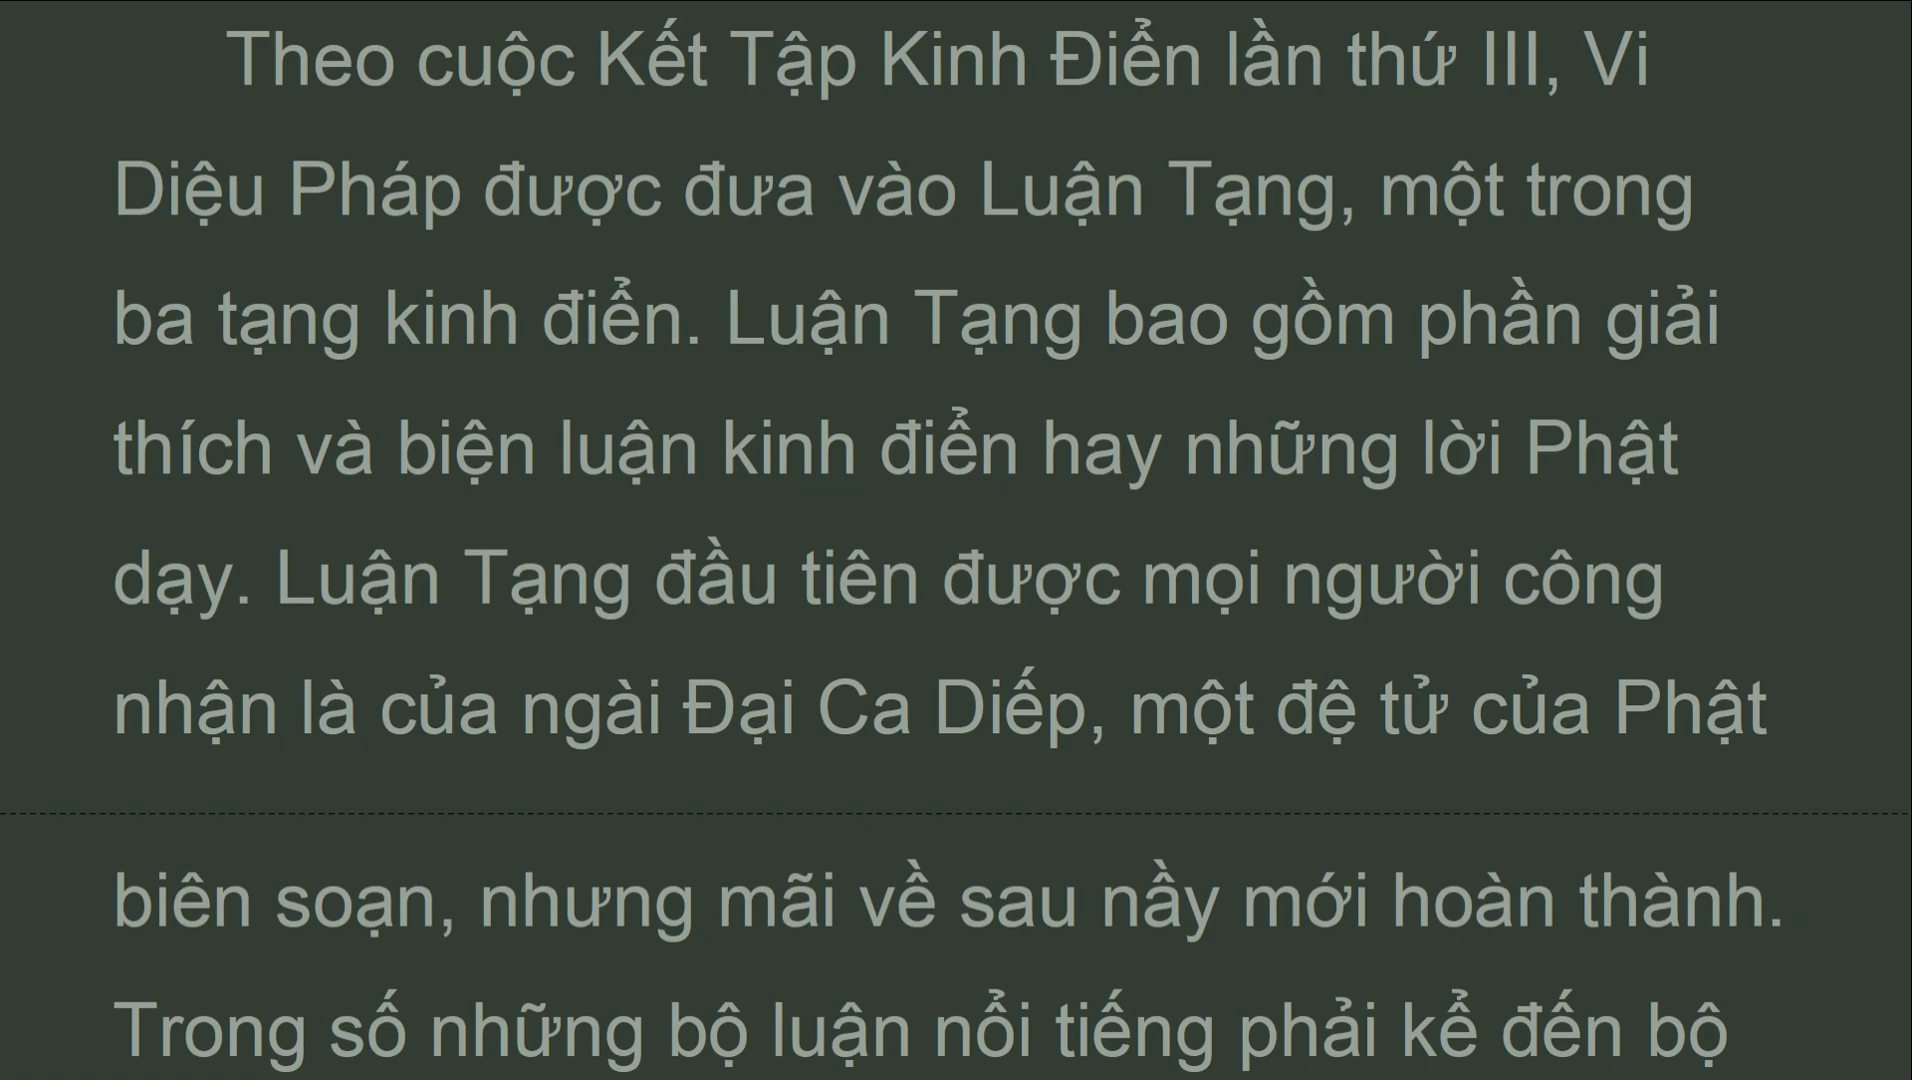 Theo cuộc Kết Tập Kinh Điển lần thứ III, Vi
Diệu Pháp được đưa vào Luận Tạng, một trong
ba tạng kinh điển. Luận Tạng bao gồm phần giải
thích và biện luận kinh điển hay những lời Phật
dạy. Luận Tạng đầu tiên được mọi người công
nhận là của ngài Đại Ca Diếp, một đệ tử của Phật
biên soạn, nhưng mãi về sau nầy mới hoàn thành.
Trong số những bộ luận nổi tiếng phải kể đến bộ